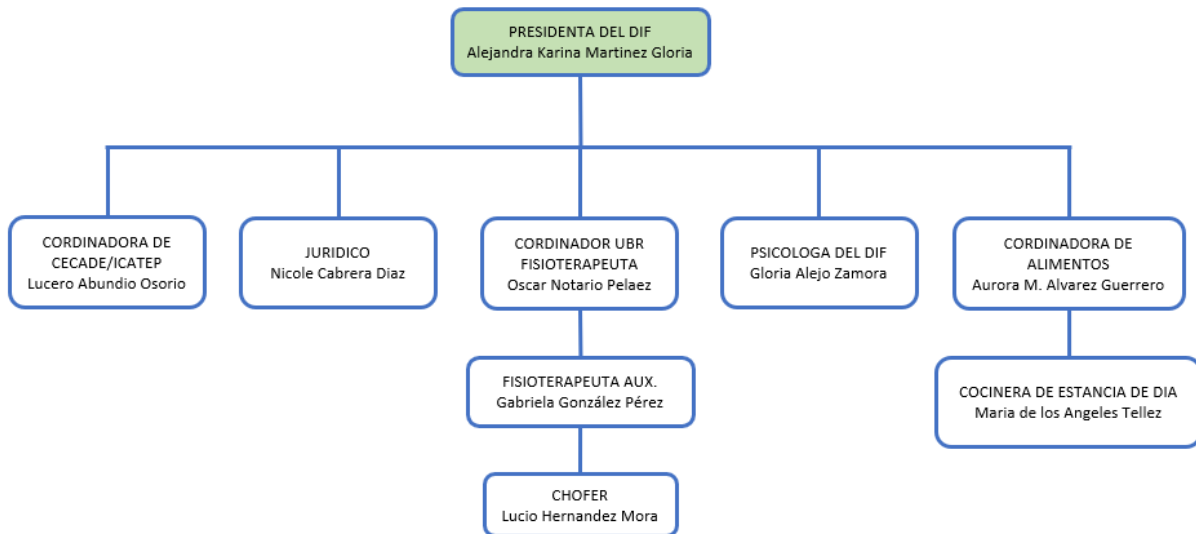 PRESIDENTA DEL DIF
Alejandra Karina Martinez Gloria
CORDINADORA DE
CECADE/ICATEP
Lucero Abundio Osorio
JURIDICO
Nicole Cabrera Diaz
CORDINADOR UBR
FISIOTERAPEUTA
Oscar Notario Pelaez
PSICOLOGA DEL DIF
Gloria Alejo Zamora
CORDINADORA DE
ALIMENTOS
Aurora M. Alvarez Guerrero
FISIOTERAPEUTA AUX.
Gabriela González Pérez
COCINERA DE ESTANCIA DE DIA
Maria de los Angeles Tellez
CHOFER
Lucio Hernandez Mora